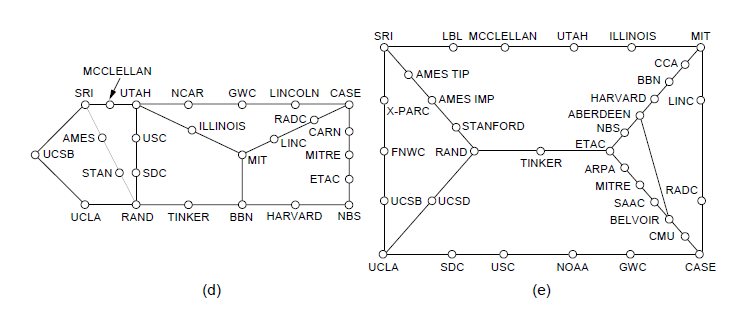 MCCLELLAN
SRI UTAH NCAR GWC LINCOLN CASE
RADC
ILLINOIS CARN
AMES USC LINC
UCSB MIT MITRE
STAN SDC ETAC
UCLA RAND TINKER BBN HARVARD NBS
(d)
SRI LBL MCCLELLAN UTAH ILLINOIS MIT
CCA
AMES TIP
BBN
X-PARC AMES IMP HARVARD LINC
ABERDEEN
STANFORD NBS
ETAC
FNWC RAND TINKER
ARPA
MITRE RADC
UCSB UCSD SAAC
BELVOIR
CMU
UCLA SDC USC NOAA GWC CASE
(e)